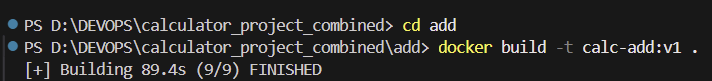 PS D:\DEVOPS\calculator_project_combined> cd add
PS D:\DEVOPS\calculator_project_combined\add> docker build -t calc-add:v1 .
[+] Building 89.4s (9/9) FINISHED